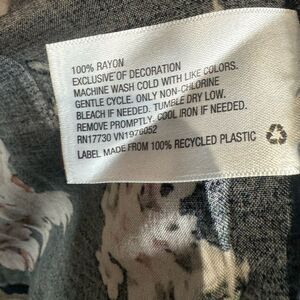 100% RAYON
EXCLUSIVE OF DECORATION
MACHINE WASH COLD WITH LIKE COLORS.
GENTLE CYCLE. ONLY NON-CHLORINE
BLEACH IF NEEDED. TUMBLE DRY LOW.
REMOVE PROMPTLY. COOL IRON IF NEEDED.
RN17730 VN1976052
LABEL MADE FROM 100% RECYCLED PLASTIC